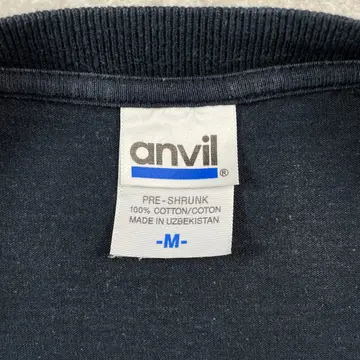 anvil
®
PRE-SHRUNK
100% COTTON/COTON
MADE IN UZBEKISTAN
-M-